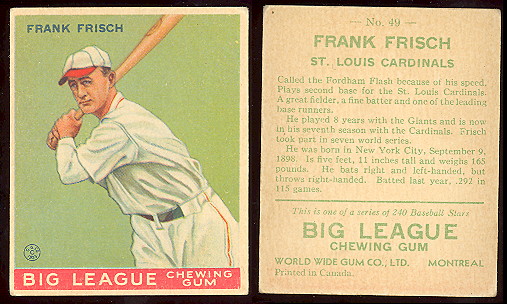 FRANK FRISCH
BIG LEAGUE CHEWING GUM
— No. 49 —
FRANK FRISCH
ST. LOUIS CARDINALS
Called the Fordham Flash because of his speed.
Plays second base for the St. Louis Cardinals.
A great fielder, a fine batter and one of the leading
base runners.
He played 8 years with the Giants and is now
in his seventh season with the Cardinals. Frisch
took part in seven world series.
He was born in New York City, September 9,
1898. Is five feet, 11 inches tall and weighs 165
pounds. He bats right and left-handed, but
throws right-handed. Batted last year, .292 in
115 games.
This is one of a series of 240 Baseball Stars
BIG LEAGUE
CHEWING GUM
WORLD WIDE GUM CO., LTD. MONTREAL
Printed in Canada.